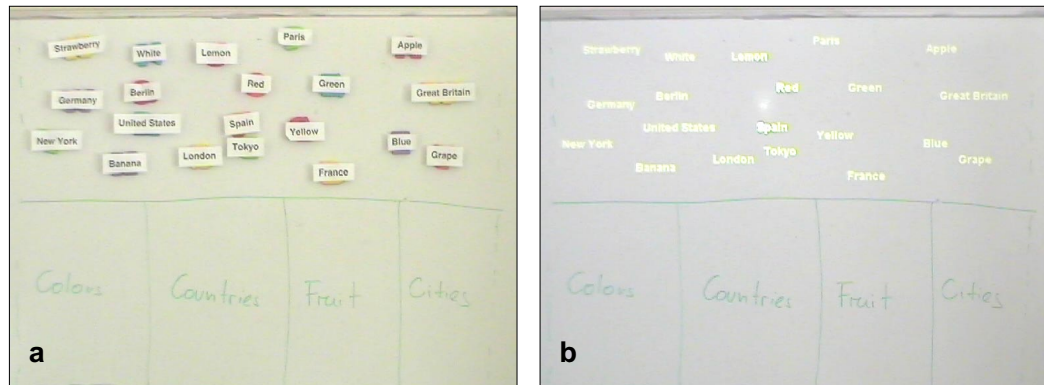 Paris
Strawberry
White
Lemon
Apple
Germany
Berlin
Red
Green
Great Britain
United States
Spain
Yellow
New York
Banana
London
Tokyo
Blue
Grape
France
Colors
Countries
Fruit
Cities
a
Paris
Strawberry
White
Lemon
Apple
Germany
Berlin
Red
Green
Great Britain
United States
Spain
Yellow
New York
Banana
London
Tokyo
Blue
Grape
France
Colors
Countries
Fruit
Cities
b